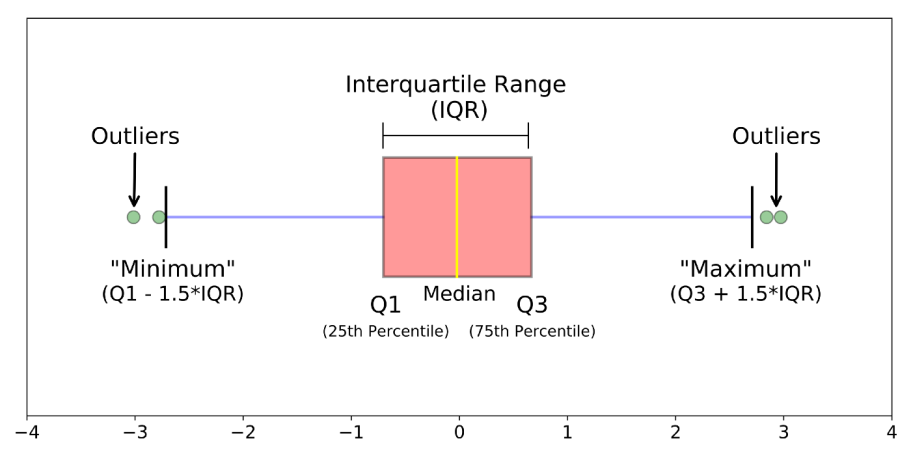 Interquartile Range
(IQR)
Outliers
Outliers
"Minimum"
(Q1 - 1.5*IQR)
"Maximum"
(Q3 + 1.5*IQR)
Q1
Median
Q3
(25th Percentile)
(75th Percentile)
−4
−3
−2
−1
0
1
2
3
4